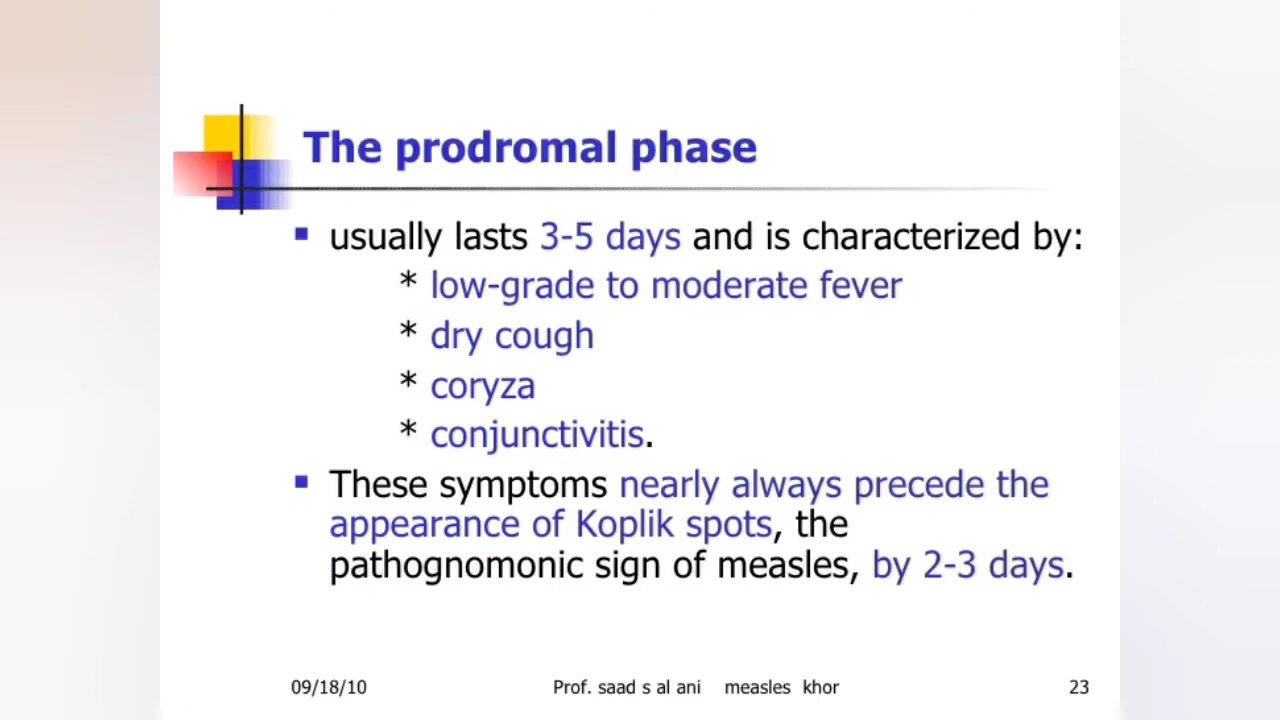 The prodromal phase
usually lasts 3-5 days and is characterized by:
* low-grade to moderate fever
* dry cough
* coryza
* conjunctivitis.
These symptoms nearly always precede the
appearance of Koplik spots, the
pathognomonic sign of measles, by 2-3 days.
09/18/10 Prof. saad s al ani measles khor 23